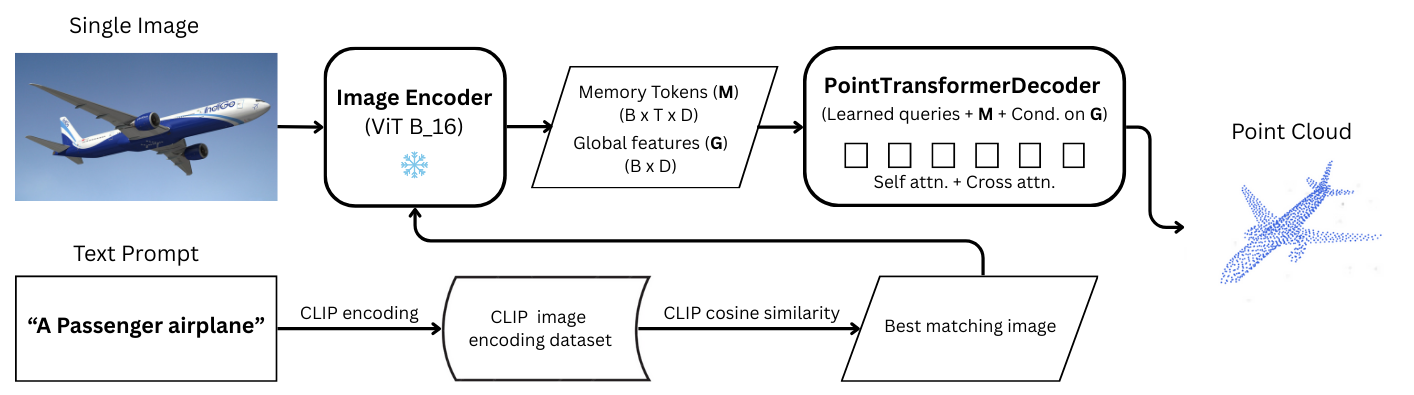 Single Image
IndiGo
Image Encoder
(ViT B_16)
Memory Tokens (M)
(B x T x D)
Global features (G)
(B x D)
PointTransformerDecoder
(Learned queries + M + Cond. on G)
Self attn. + Cross attn.
Point Cloud
Text Prompt
“A Passenger airplane”
CLIP encoding
CLIP image
encoding dataset
CLIP cosine similarity
Best matching image